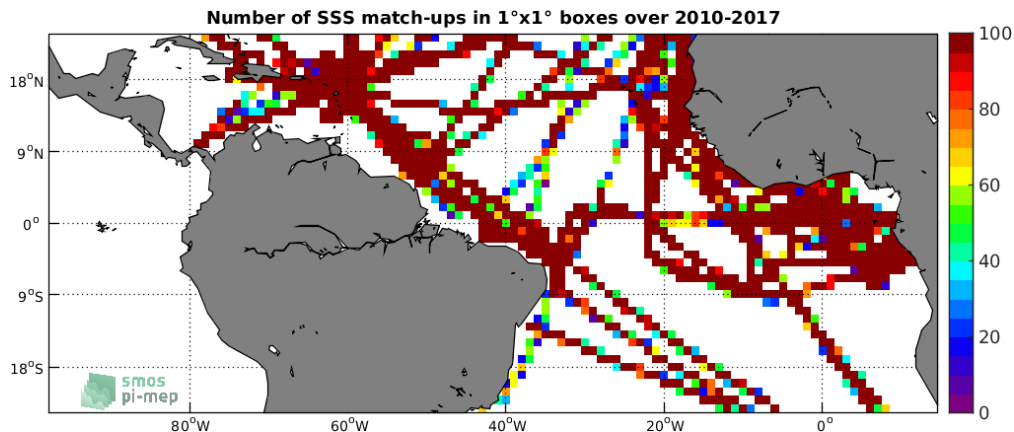 Number of SSS match-ups in 1°x1° boxes over 2010-2017
100
80
60
40
20
0
18°N
9°N
0°
9°S
18°S
80°W
60°W
40°W
20°W
0°
smos
pi-mep